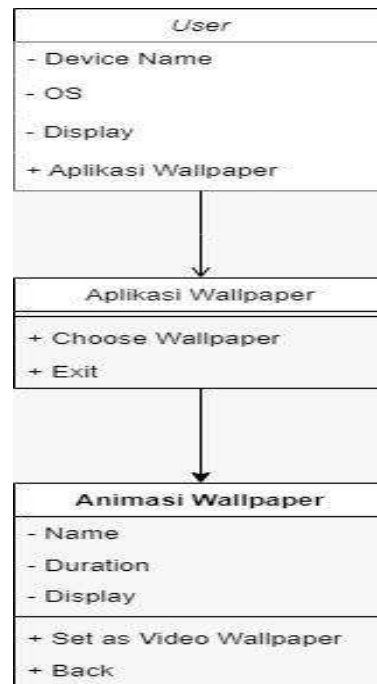 User
- Device Name
- OS
- Display
+ Aplikasi Wallpaper
Aplikasi Wallpaper
+ Choose Wallpaper
+ Exit
Animasi Wallpaper
- Name
- Duration
- Display
+ Set as Video Wallpaper
+ Back